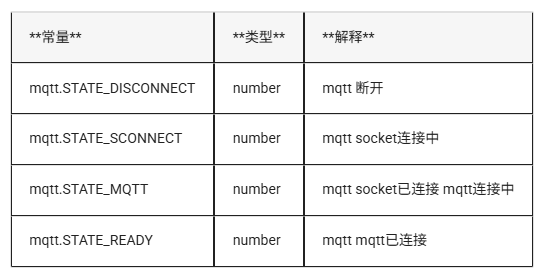 **常量** **类型** **解释**
mqtt.STATE_DISCONNECT number mqtt 断开
mqtt.STATE_SCONNECT number mqtt socket连接中
mqtt.STATE_MQTT number mqtt socket已连接 mqtt连接中
mqtt.STATE_READY number mqtt mqtt已连接